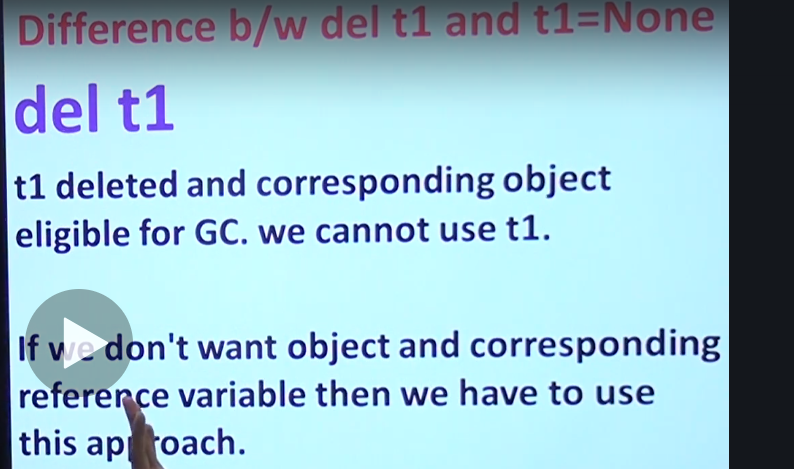 Difference b/w del t1 and t1=None
del t1
t1 deleted and corresponding object
eligible for GC. we cannot use t1.
If we don't want object and corresponding
reference variable then we have to use
this approach.